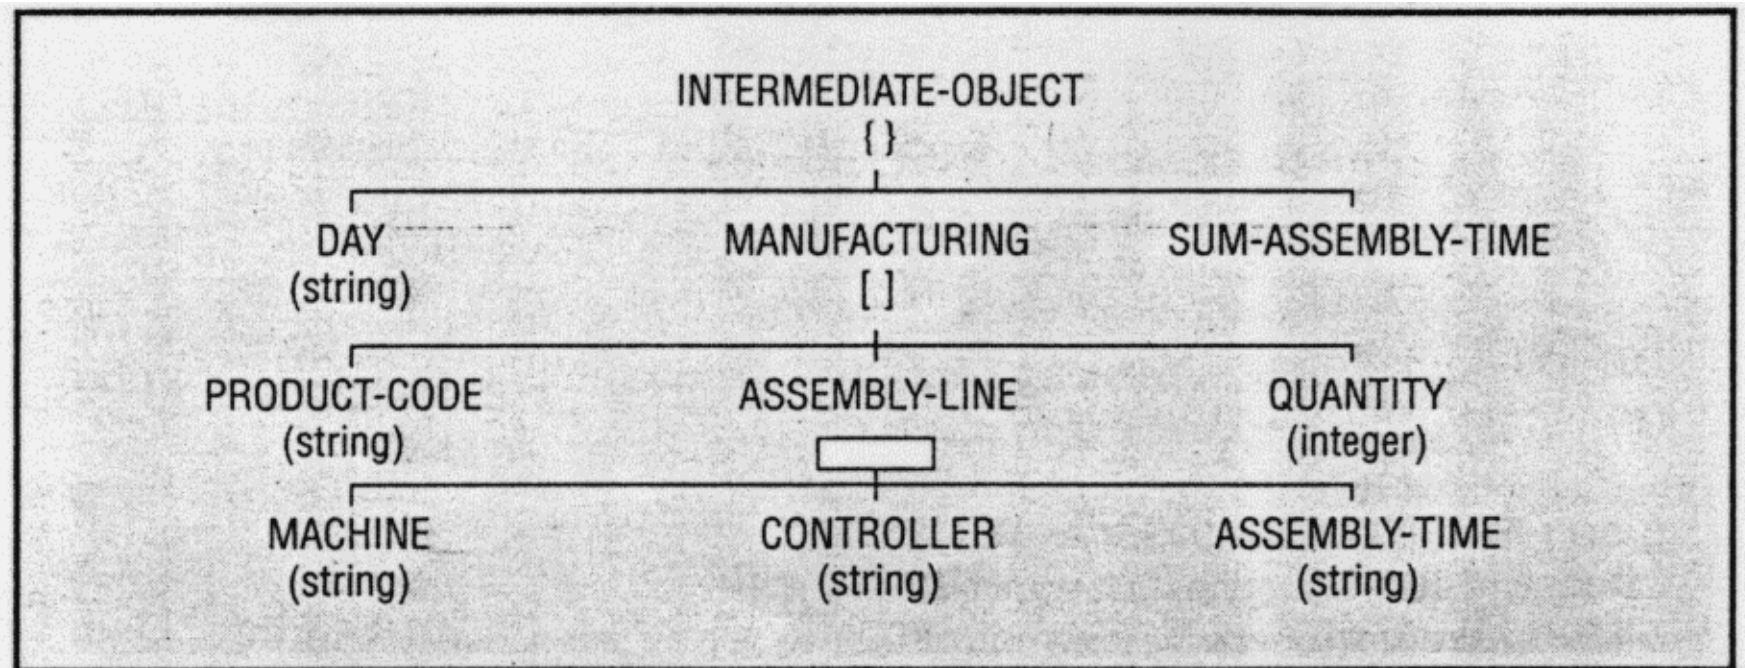 INTERMEDIATE-OBJECT
{ }
DAY MANUFACTURING SUM-ASSEMBLY-TIME
(string) [ ]
PRODUCT-CODE ASSEMBLY-LINE QUANTITY
(string) (integer)
MACHINE CONTROLLER ASSEMBLY-TIME
(string) (string) (string)